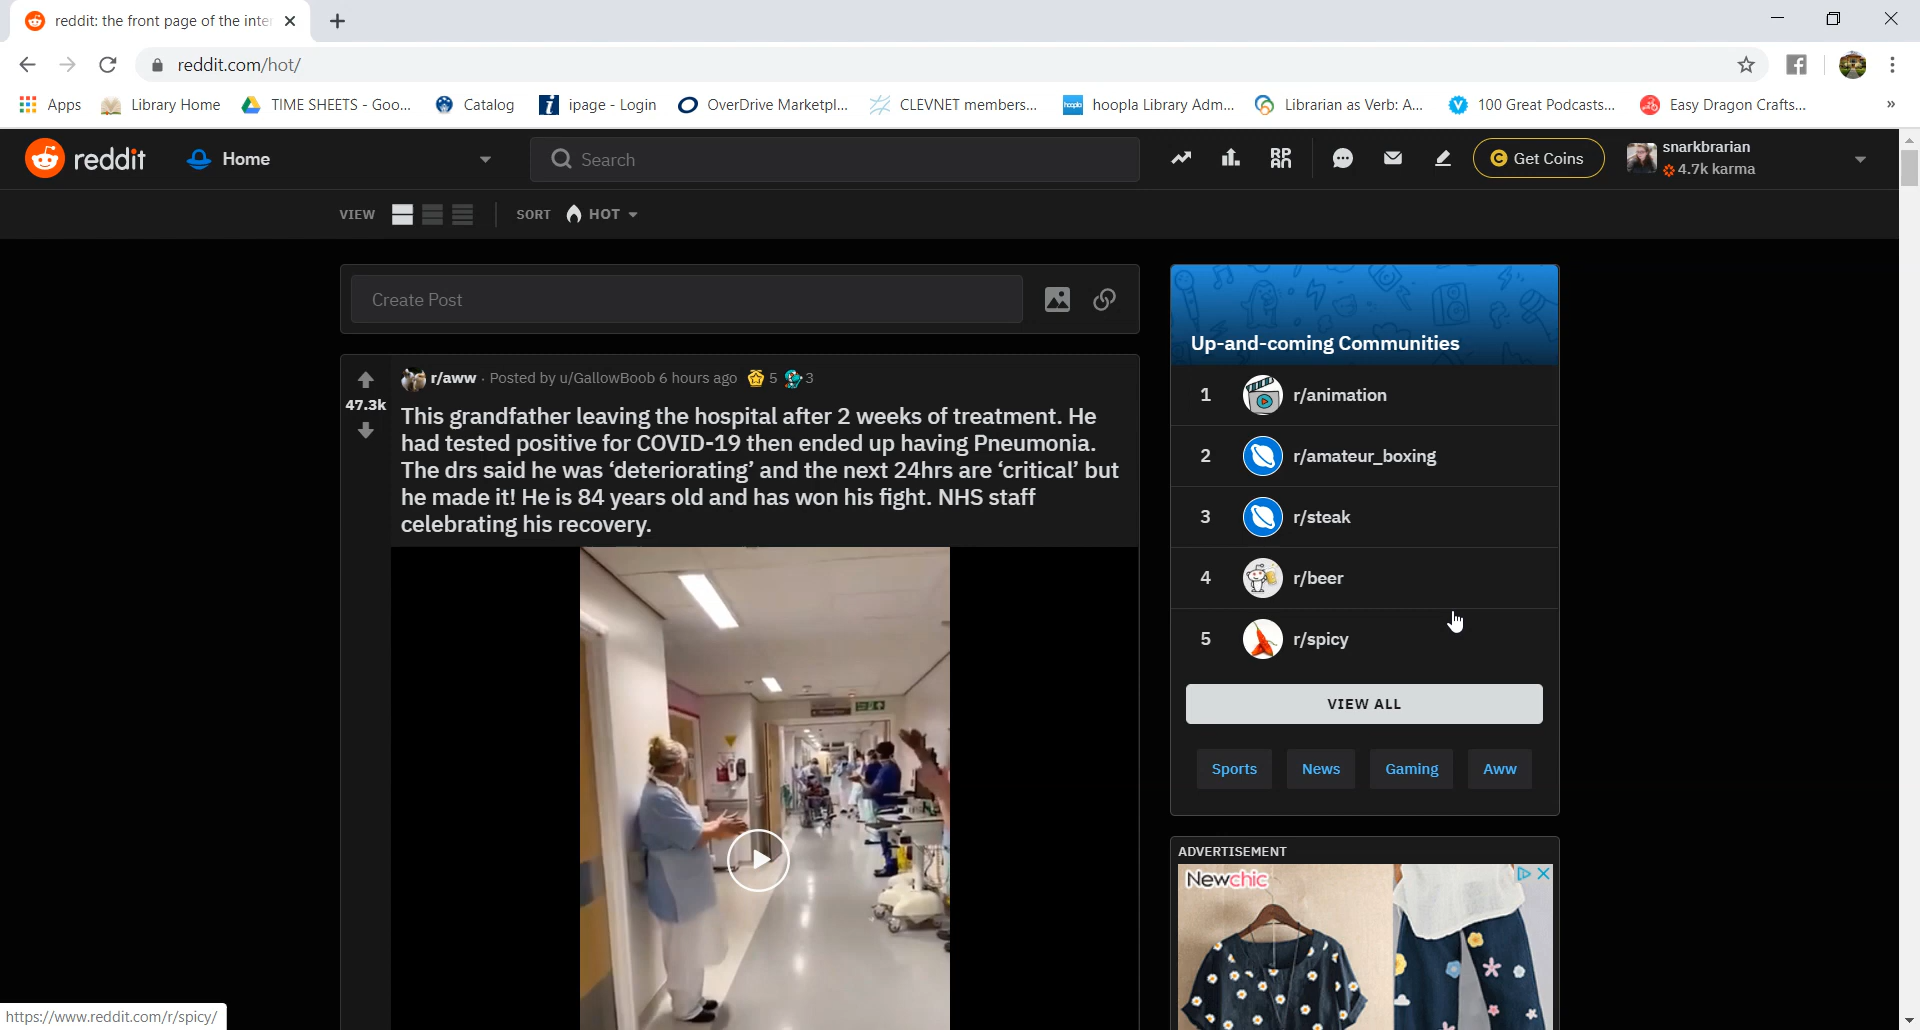 reddit: the front page of the inte
reddit.com/hot/
Apps Library Home TIME SHEETS - Goo... Catalog ipage - Login OverDrive Marketpl... CLEVNET members... hoopla Library Adm... Librarian as Verb: A... 100 Great Podcasts... Easy Dragon Crafts... »
reddit Home Search RPAN Get Coins snarkbrarian
4.7k karma
VIEW SORT HOT
Create Post
Up-and-coming Communities
1 r/animation
2 r/amateur_boxing
3 r/steak
4 r/beer
5 r/spicy
VIEW ALL
Sports News Gaming Aww
r/aww · Posted by u/GallowBoob 6 hours ago 5 3
47.3k
This grandfather leaving the hospital after 2 weeks of treatment. He
had tested positive for COVID-19 then ended up having Pneumonia.
The drs said he was ‘deteriorating’ and the next 24hrs are ‘critical’ but
he made it! He is 84 years old and has won his fight. NHS staff
celebrating his recovery.
ADVERTISEMENT
Newchic
https://www.reddit.com/r/spicy/